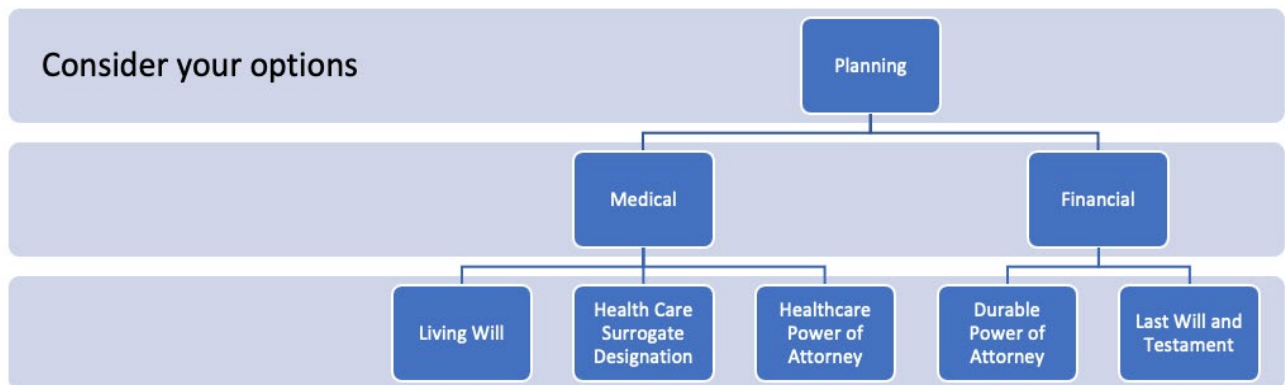 Consider your options
Planning
Medical
Financial
Living Will
Health Care
Surrogate
Designation
Healthcare
Power of
Attorney
Durable
Power of
Attorney
Last Will and
Testament